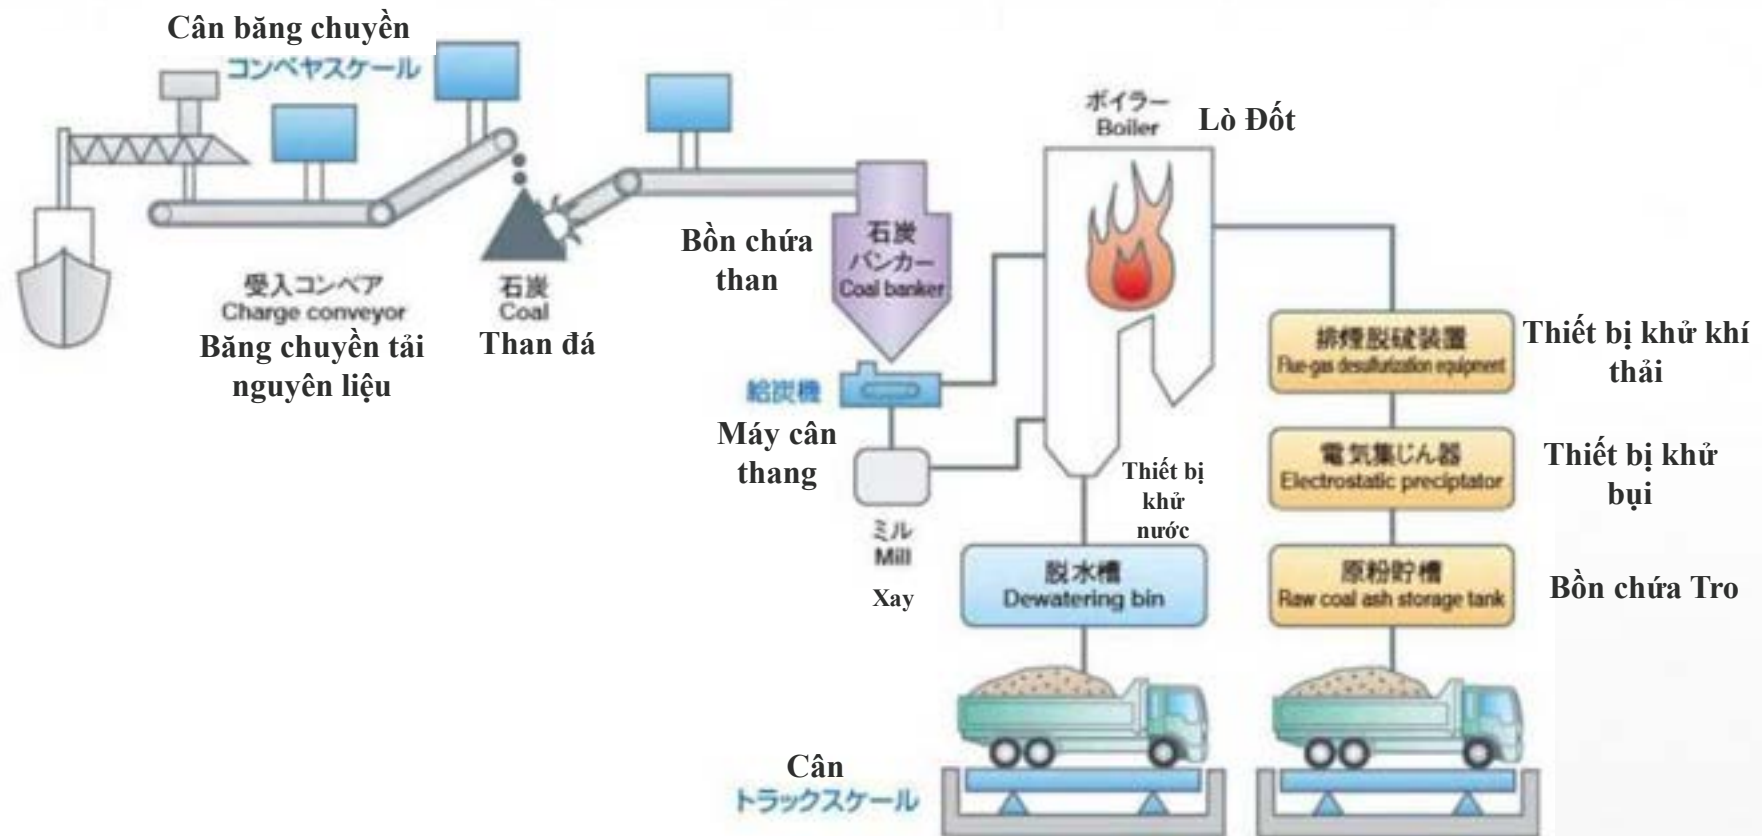 Cân băng chuyền
コンベヤスケール
受入コンベア
Charge conveyor
Băng chuyền tải
nguyên liệu
石炭
Coal
Than đá
Bồn chứa
than
石炭
バンカー
Coal banker
給炭機
Máy cân
thang
ミル
Mill
Xay
ボイラー
Boiler
Lò Đốt
Thiết bị
khử
nước
脱水槽
Dewatering bin
排煙脱硫装置
Flue-gas desulfurization equipment
Thiết bị khử khí
thải
電気集じん器
Electrostatic preciptator
Thiết bị khử
bụi
原粉貯槽
Raw coal ash storage tank
Bồn chứa Tro
Cân
トラックスケール